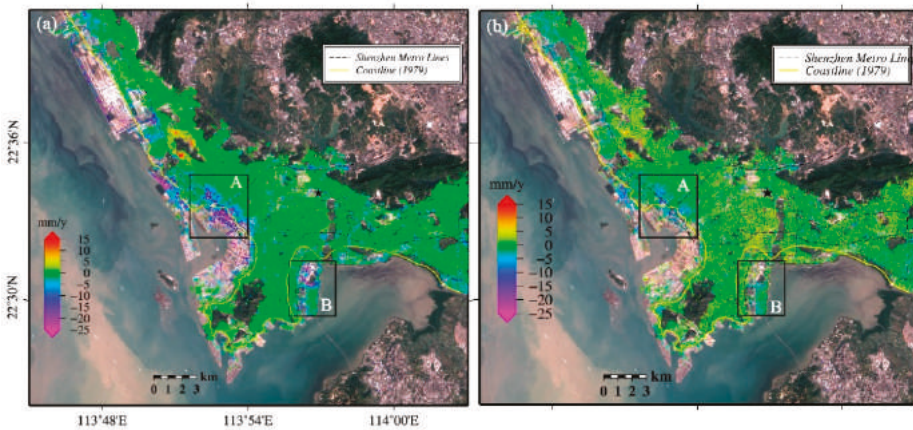 (a)
Shenzhen Metro Lines
Coastline (1979)
22°36'N
A
mm/y
15
10
5
0
−5
−10
−15
−20
−25
22°30'N
B
km
0 1 2 3
113°48'E
113°54'E
114°00'E
(b)
Shenzhen Metro Line
Coastline (1979)
A
mm/y
15
10
5
0
−5
−10
−15
−20
−25
B
km
0 1 2 3